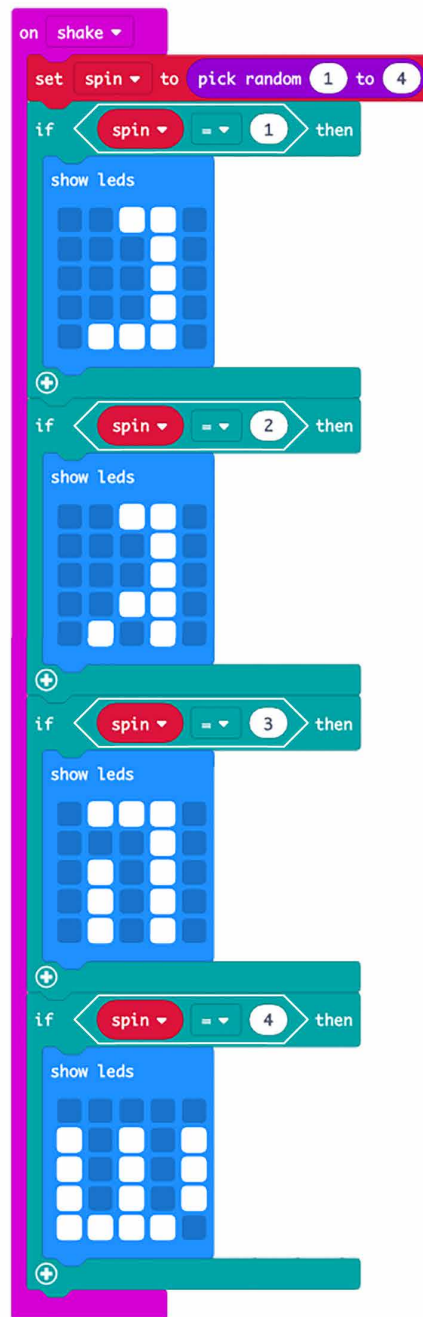 on shake
set spin to pick random 1 to 4
if spin = 1 then
show leds
נ
if spin = 2 then
show leds
ג
if spin = 3 then
show leds
ה
if spin = 4 then
show leds
ש